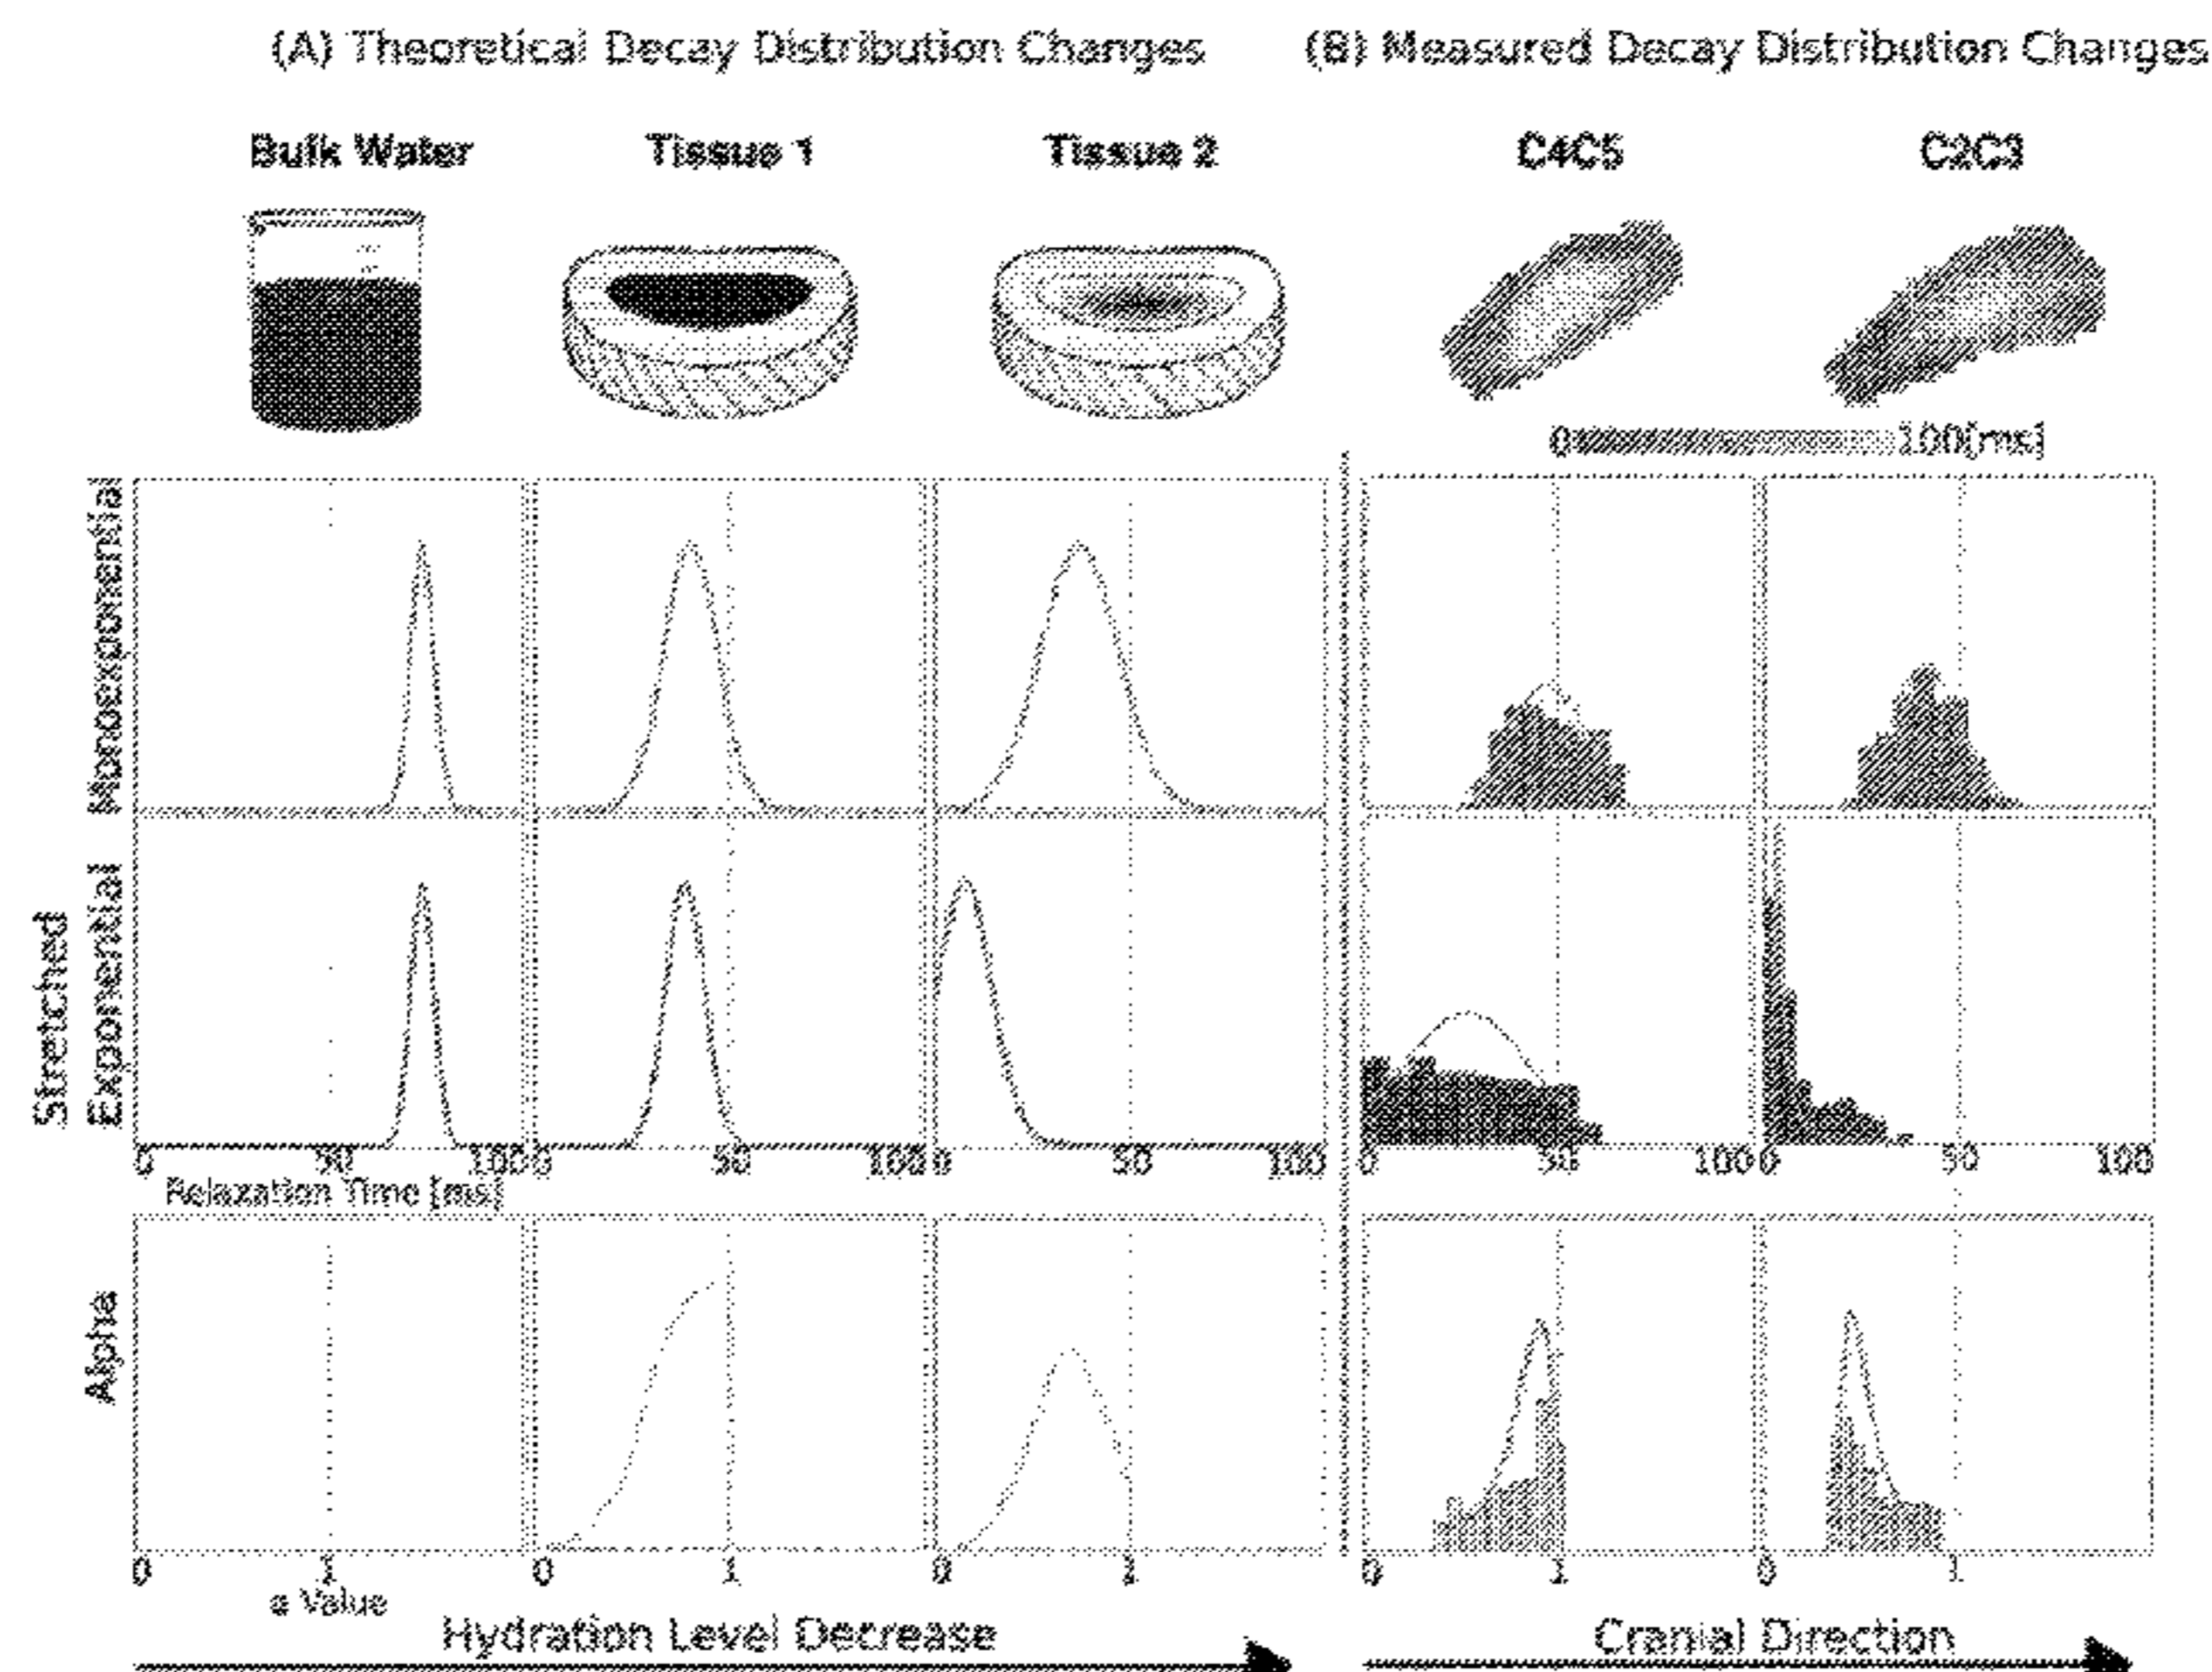 (A) Theoretical Decay Distribution Changes (B) Measured Decay Distribution Changes
Bulk Water Tissue 1 Tissue 2 C4C5 C2C3
0 100[ms]
Monoexponential
Stretched
Exponential
0 50 100 0 50 100 0 50 100 0 50 100 0 50 100
Relaxation Time [ms]
Alpha
0 1 0 1 0 1 0 1 0 1
α Value
Hydration Level Decrease Cranial Direction